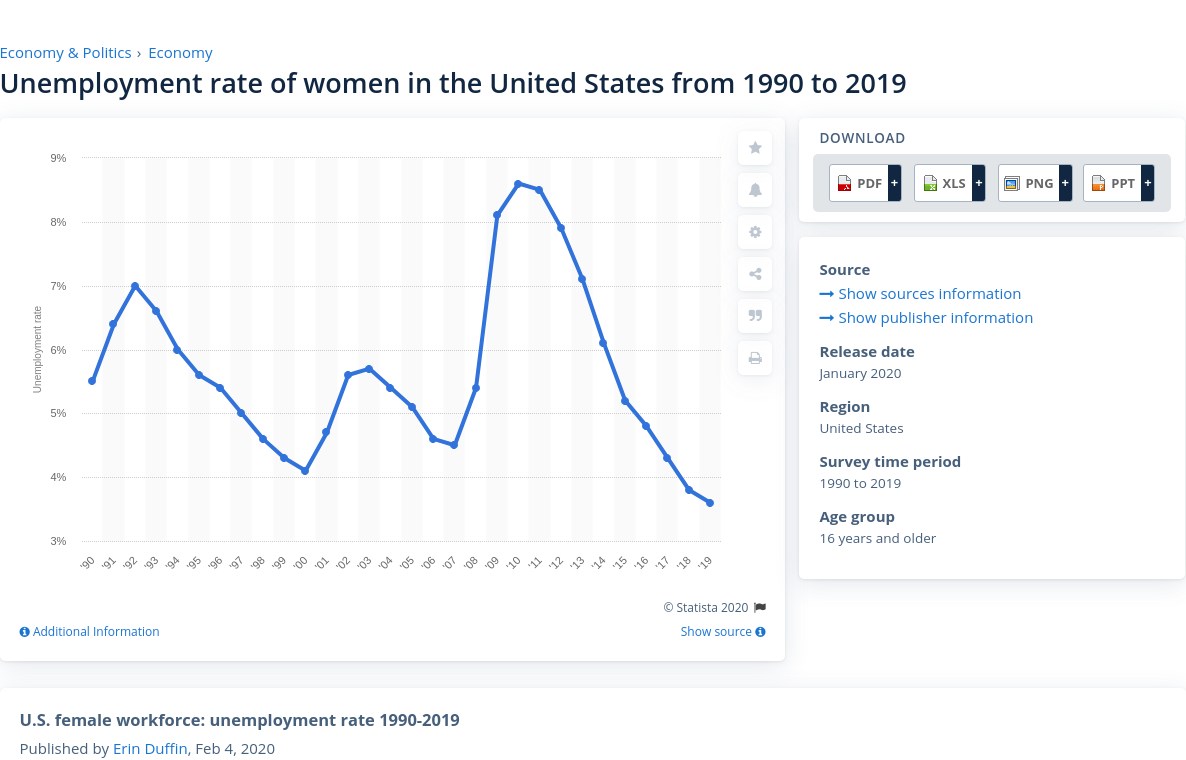 Economy & Politics › Economy
Unemployment rate of women in the United States from 1990 to 2019
9%
8%
7%
6%
5%
4%
3%
Unemployment rate
'90 '91 '92 '93 '94 '95 '96 '97 '98 '99 '00 '01 '02 '03 '04 '05 '06 '07 '08 '09 '10 '11 '12 '13 '14 '15 '16 '17 '18 '19
© Statista 2020
Additional Information
Show source
DOWNLOAD
PDF + XLS + PNG + PPT +
Source
Show sources information
Show publisher information
Release date
January 2020
Region
United States
Survey time period
1990 to 2019
Age group
16 years and older
U.S. female workforce: unemployment rate 1990-2019
Published by Erin Duffin, Feb 4, 2020